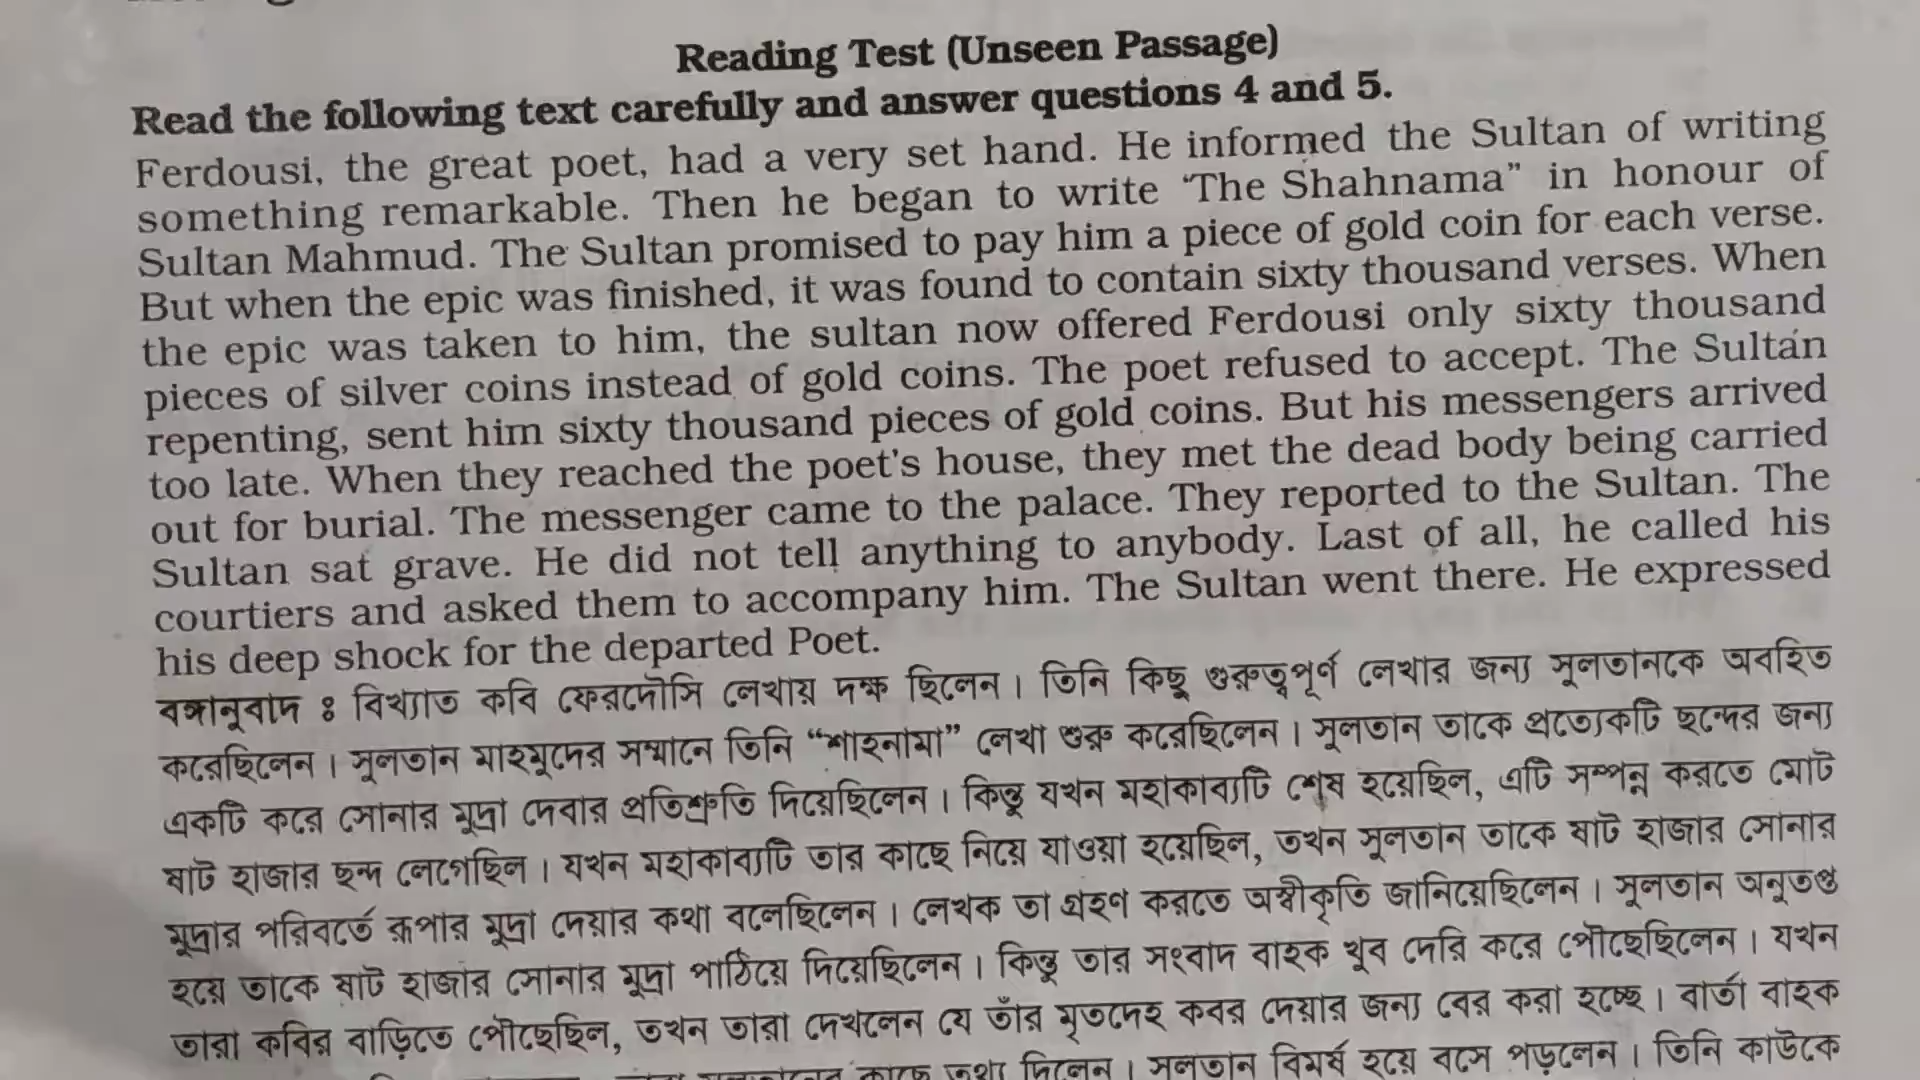 Reading Test (Unseen Passage)
Read the following text carefully and answer questions 4 and 5.
Ferdousi, the great poet, had a very set hand. He informed the Sultan of writing
something remarkable. Then he began to write ‘The Shahnama” in honour of
Sultan Mahmud. The Sultan promised to pay him a piece of gold coin for each verse.
But when the epic was finished, it was found to contain sixty thousand verses. When
the epic was taken to him, the sultan now offered Ferdousi only sixty thousand
pieces of silver coins instead of gold coins. The poet refused to accept. The Sultan
repenting, sent him sixty thousand pieces of gold coins. But his messengers arrived
too late. When they reached the poet's house, they met the dead body being carried
out for burial. The messenger came to the palace. They reported to the Sultan. The
Sultan sat grave. He did not tell anything to anybody. Last of all, he called his
courtiers and asked them to accompany him. The Sultan went there. He expressed
his deep shock for the departed Poet.
বঙ্গানুবাদ ঃ বিখ্যাত কবি ফেরদৌসি লেখায় দক্ষ ছিলেন। তিনি কিছু গুরুত্বপূর্ণ লেখার জন্য সুলতানকে অবহিত
করেছিলেন। সুলতান মাহমুদের সম্মানে তিনি “শাহনামা” লেখা শুরু করেছিলেন। সুলতান তাকে প্রত্যেকটি ছন্দের জন্য
একটি করে সোনার মুদ্রা দেবার প্রতিশ্রুতি দিয়েছিলেন। কিন্তু যখন মহাকাব্যটি শেষ হয়েছিল, এটি সম্পন্ন করতে মোট
ষাট হাজার ছন্দ লেগেছিল। যখন মহাকাব্যটি তার কাছে নিয়ে যাওয়া হয়েছিল, তখন সুলতান তাকে ষাট হাজার সোনার
মুদ্রার পরিবর্তে রূপার মুদ্রা দেয়ার কথা বলেছিলেন। লেখক তা গ্রহণ করতে অস্বীকৃতি জানিয়েছিলেন। সুলতান অনুতপ্ত
হয়ে তাকে ষাট হাজার সোনার মুদ্রা পাঠিয়ে দিয়েছিলেন। কিন্তু তার সংবাদ বাহক খুব দেরি করে পৌছেছিলেন। যখন
তারা কবির বাড়িতে পৌছেছিল, তখন তারা দেখলেন যে তাঁর মৃতদেহ কবর দেয়ার জন্য বের করা হচ্ছে। বার্তা বাহক
কাছে তথ্য দিলেন। সুলতান বিমর্ষ হয়ে বসে পড়লেন। তিনি কাউকে